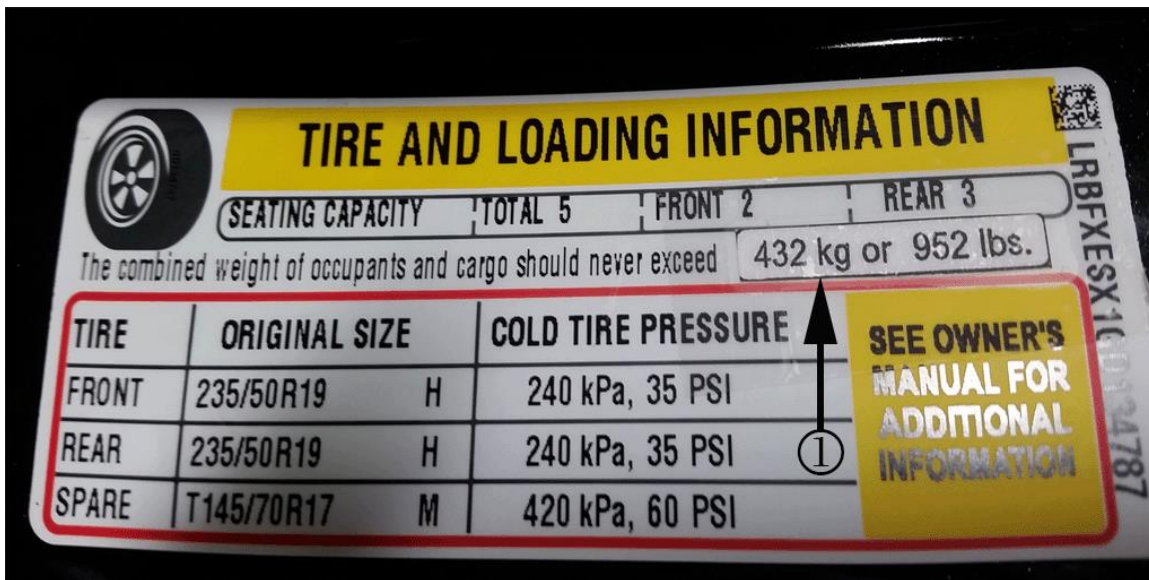 TIRE AND LOADING INFORMATION
SEATING CAPACITY TOTAL 5 FRONT 2 REAR 3
The combined weight of occupants and cargo should never exceed 432 kg or 952 lbs.
TIRE ORIGINAL SIZE COLD TIRE PRESSURE
FRONT 235/50R19 H 240 kPa, 35 PSI
REAR 235/50R19 H 240 kPa, 35 PSI
SPARE T145/70R17 M 420 kPa, 60 PSI
SEE OWNER'S
MANUAL FOR
ADDITIONAL
INFORMATION
①